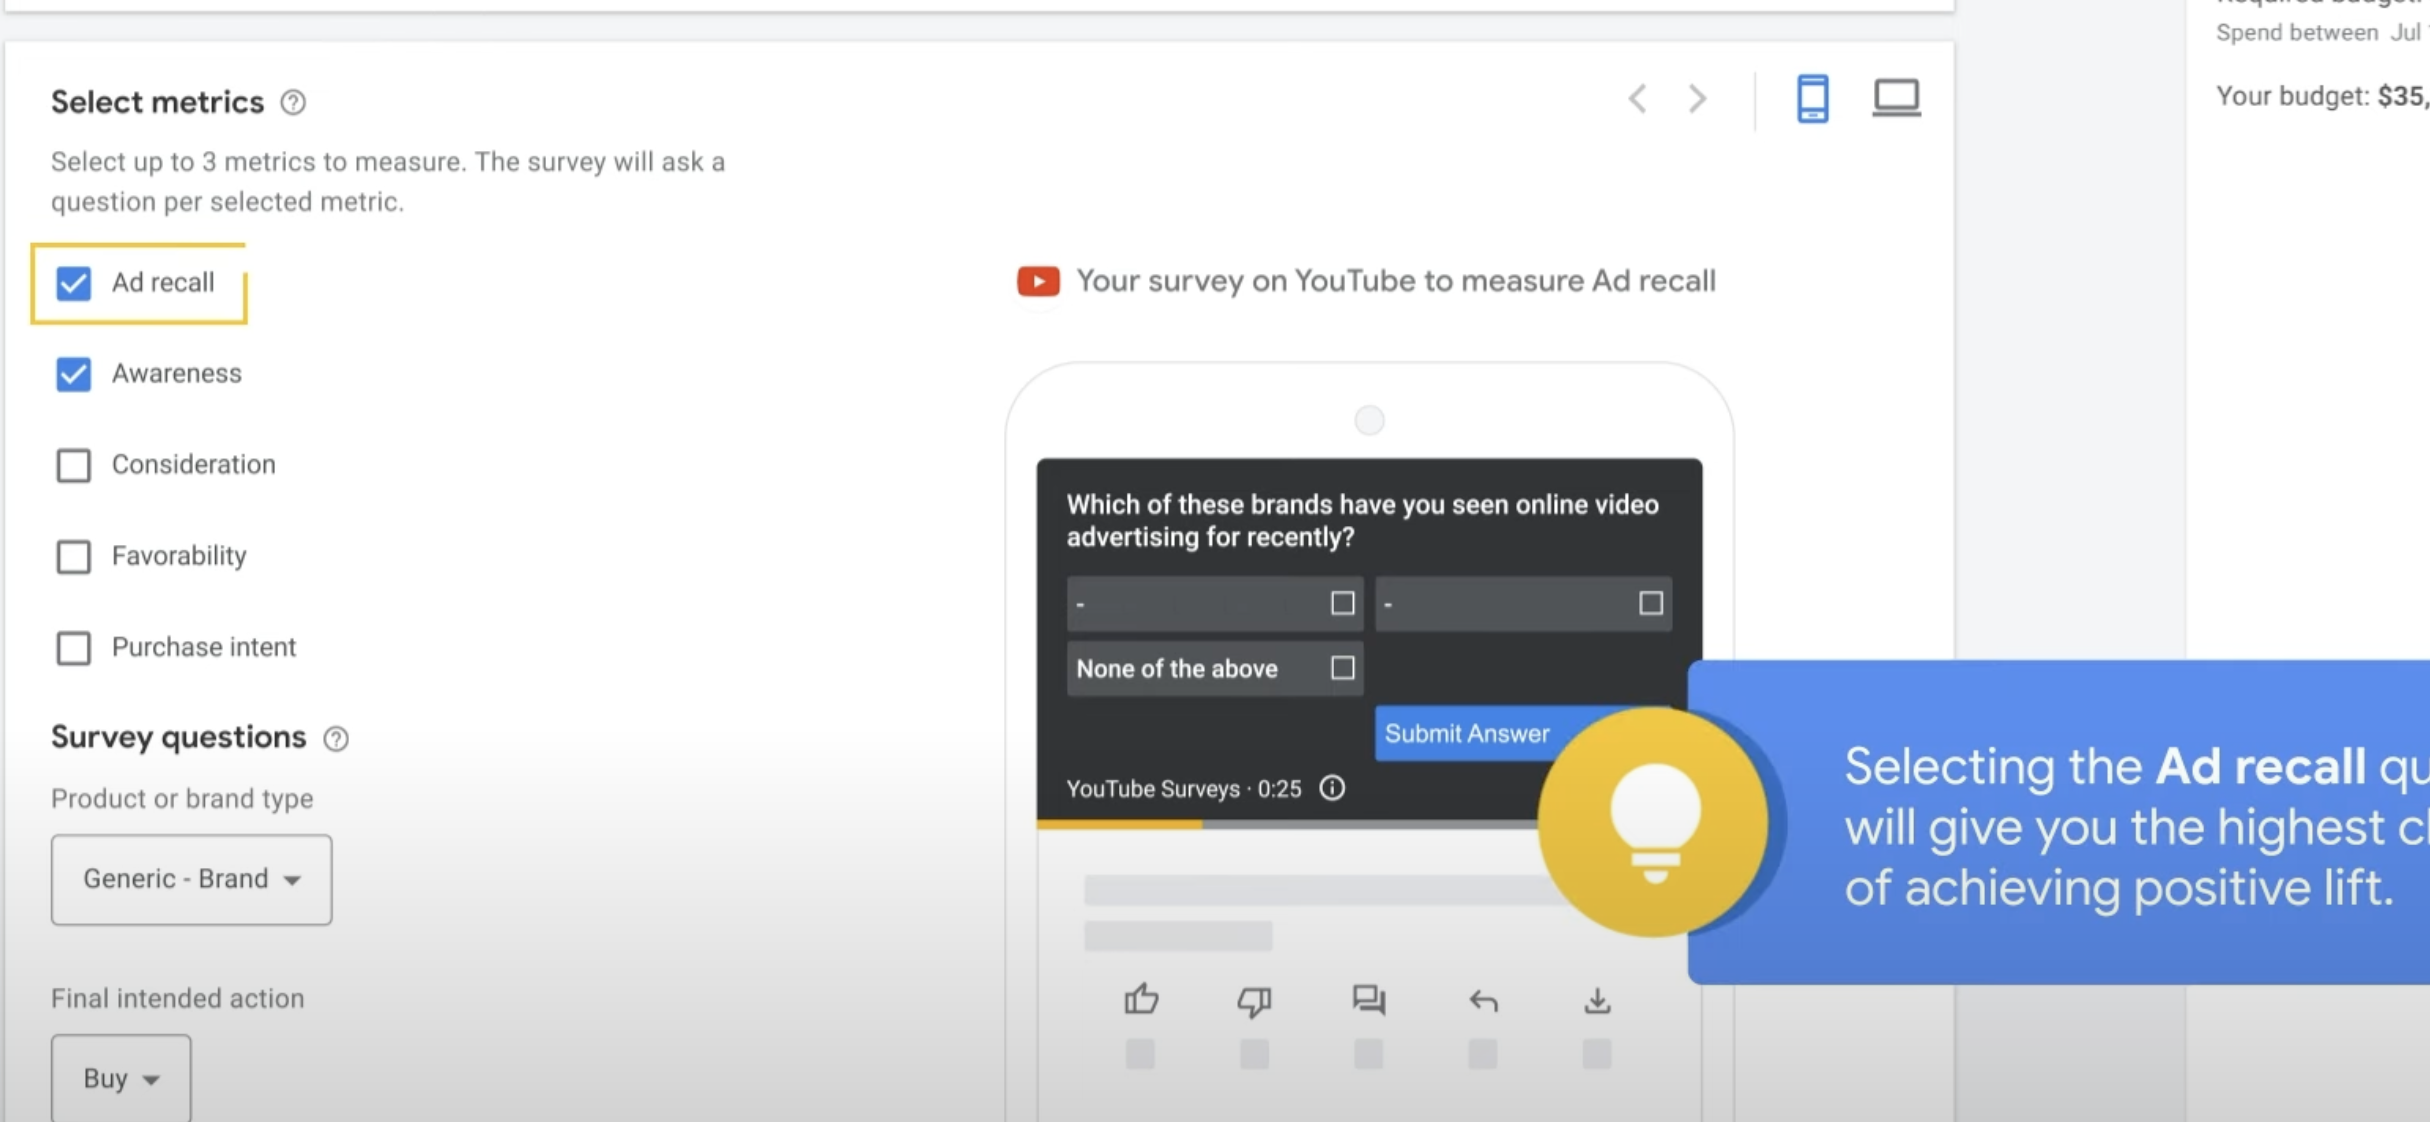 Spend between Jul
Your budget: $35,
Select metrics
Select up to 3 metrics to measure. The survey will ask a
question per selected metric.
Ad recall
Awareness
Consideration
Favorability
Purchase intent
Survey questions
Product or brand type
Generic - Brand
Final intended action
Buy
Your survey on YouTube to measure Ad recall
Which of these brands have you seen online video
advertising for recently?
-
-
None of the above
Submit Answer
YouTube Surveys · 0:25
Selecting the Ad recall
will give you the highest
of achieving positive lift.